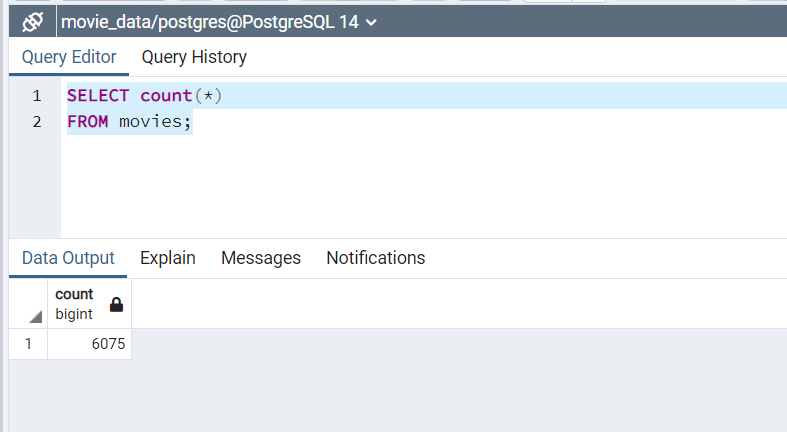 movie_data/postgres@PostgreSQL 14
Query Editor Query History
1 SELECT count(*)
2 FROM movies;
Data Output Explain Messages Notifications
count
bigint
1 6075